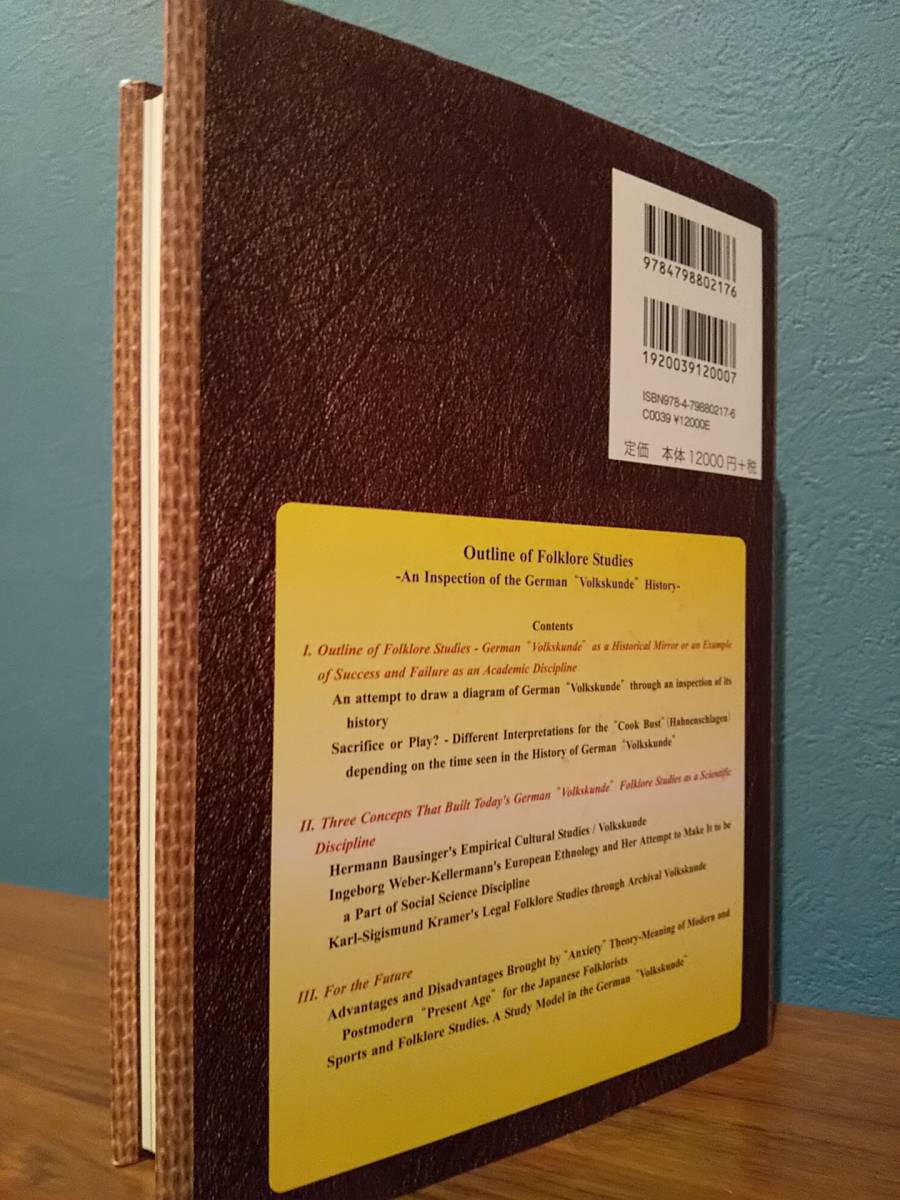 9784798802176
1920039120007
ISBN978-4-79880217-6
C0039 ¥12000E
定価 本体12000円+税
Outline of Folklore Studies
-An Inspection of the German "Volkskunde" History-
Contents
I. Outline of Folklore Studies - German "Volkskunde" as a Historical Mirror or an Example
of Success and Failure as an Academic Discipline
An attempt to draw a diagram of German "Volkskunde" through an inspection of its
history
Sacrifice or Play? - Different Interpretations for the "Cook Bust" (Hahnenschlagen)
depending on the time seen in the History of German "Volkskunde"
II. Three Concepts That Built Today's German "Volkskunde" Folklore Studies as a Scientific
Discipline
Hermann Bausinger's Empirical Cultural Studies / Volkskunde
Ingeborg Weber-Kellermann's European Ethnology and Her Attempt to Make It to be
a Part of Social Science Discipline
Karl-Sigismund Kramer's Legal Folklore Studies through Archival Volkskunde
III. For the Future
Advantages and Disadvantages Brought by "Anxiety" Theory-Meaning of Modern and
Postmodern "Present Age" for the Japanese Folklorists
Sports and Folklore Studies. A Study Model in the German "Volkskunde"